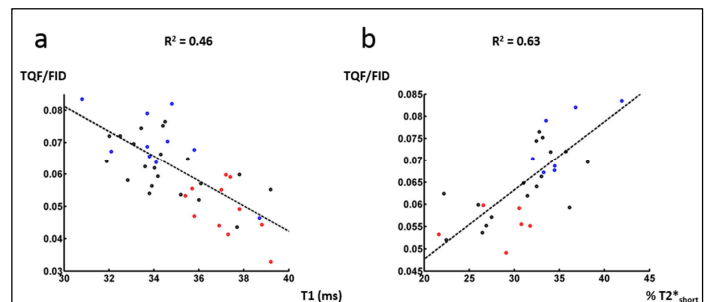 a
R² = 0.46
TQF/FID
0.08
0.07
0.06
0.05
0.04
0.03
30 32 34 36 38 40
T1 (ms)
b
R² = 0.63
TQF/FID
0.085
0.08
0.075
0.07
0.065
0.06
0.055
0.05
0.045
20 25 30 35 40 45
% T2*short